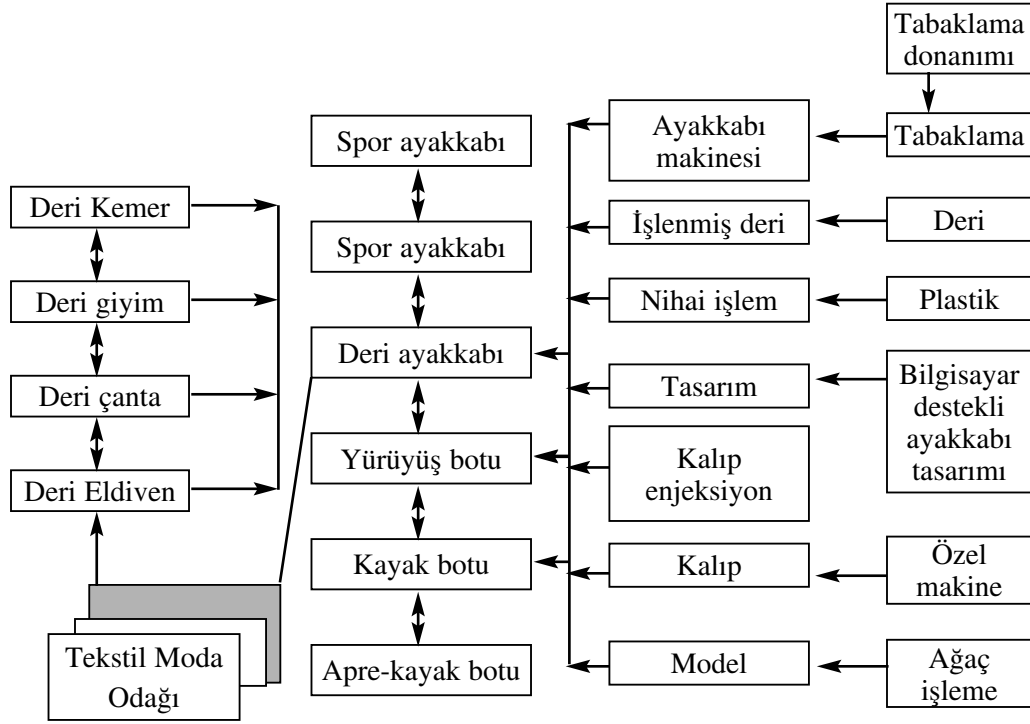 Deri Kemer
Deri giyim
Deri çanta
Deri Eldiven
Tekstil Moda
Odağı
Spor ayakkabı
Spor ayakkabı
Deri ayakkabı
Yürüyüş botu
Kayak botu
Apre-kayak botu
Ayakkabı
makinesi
İşlenmiş deri
Nihai işlem
Tasarım
Kalıp
enjeksiyon
Kalıp
Model
Tabaklama
donanımı
Tabaklama
Deri
Plastik
Bilgisayar
destekli
ayakkabı
tasarımı
Özel
makine
Ağaç
işleme